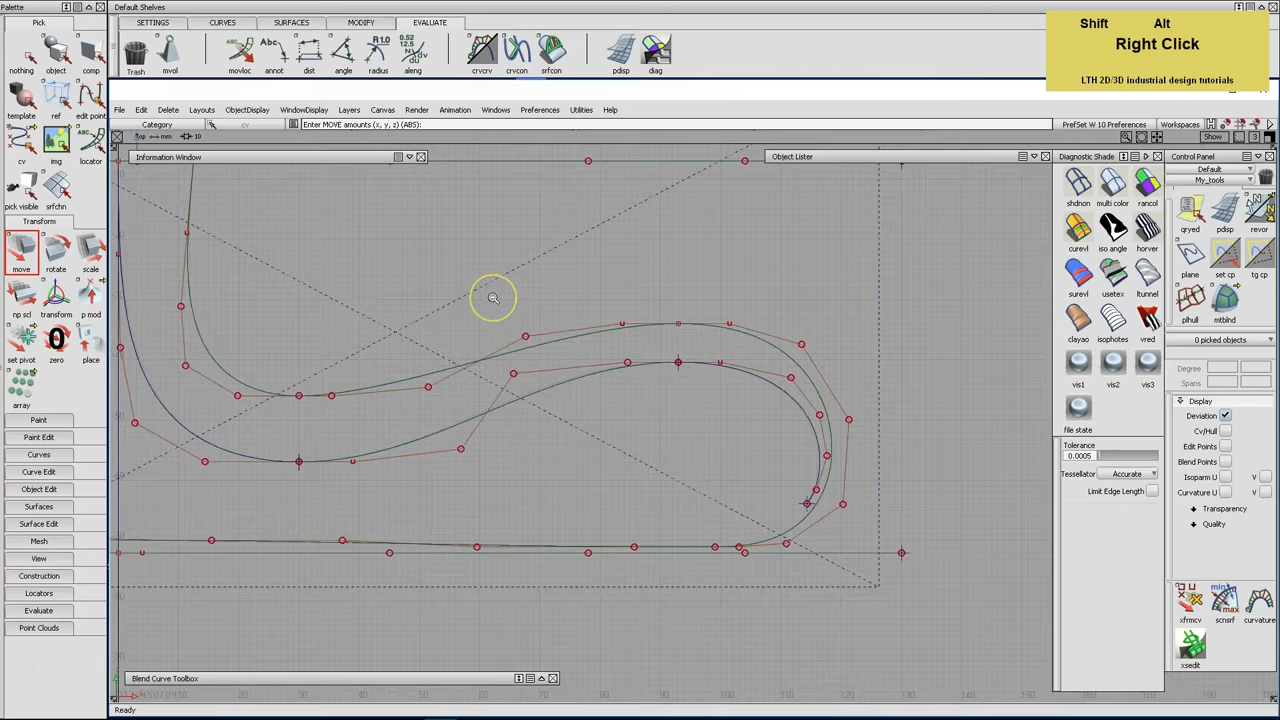 Palette
Pick
nothing
object
comp
template
ref
edit point
cv
img
locator
pick visible
srfchn
Transform
move
rotate
scale
np scl
transform
p mod
set pivot
zero
place
array
Paint
Paint Edit
Curves
Curve Edit
Object Edit
Surfaces
Surface Edit
Mesh
View
Construction
Locators
Evaluate
Point Clouds
Default Shelves
SETTINGS
CURVES
SURFACES
MODIFY
EVALUATE
Trash
mvol
movloc
annot
dist
angle
radius
aleng
crvcrv
crvcon
srfcon
pdisp
diag
Shift Alt
Right Click
LTH 2D/3D industrial design tutorials
File Edit Delete Layouts ObjectDisplay WindowDisplay Layers Canvas Render Animation Windows Preferences Utilities Help
Category
cv
Enter MOVE amounts (x, y, z) (ABS):
PrefSet W 10 Preferences
Workspaces
Show
3
Information Window
Object Lister
Blend Curve Toolbox
Ready
Diagnostic Shade
shdnon
multi color
rancol
curevl
iso angle
horver
surevl
usetex
ltunnel
clayao
isophotes
vred
vis1
vis2
vis3
file state
Tolerance
0.0005
Tessellator
Accurate
Limit Edge Length
Control Panel
Default
My_tools
qryed
pdisp
revor
plane
set cp
tg cp
plhull
mtblnd
0 picked objects
Degree
Spans
Display
Deviation
Cv/Hull
Edit Points
Blend Points
Isoparm U V
Curvature U V
Transparency
Quality
xfrmcv
scnsrf
curvature
xsedit